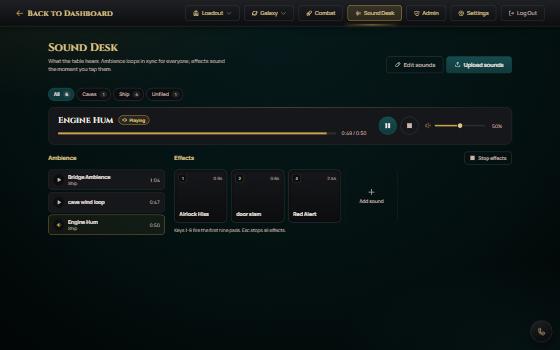 ← Back to Dashboard
Loadout
Galaxy
Combat
Sound Desk
Admin
Settings
Log Out
Sound Desk
What the table hears. Ambience loops in sync for everyone; effects sound
the moment you tap them.
Edit sounds
Upload sounds
All 6
Caves 1
Ship 4
Unfiled 1
Engine Hum
Playing
0:49 / 0:50
50%
Ambience
Bridge Ambience
Ship
1:04
cave wind loop
0:47
Engine Hum
Ship
0:50
Effects
Stop effects
1
Airlock Hiss
2
door slam
3
Red Alert
+
Add sound
Keys 1-9 fire the first nine pads. Esc stops all effects.